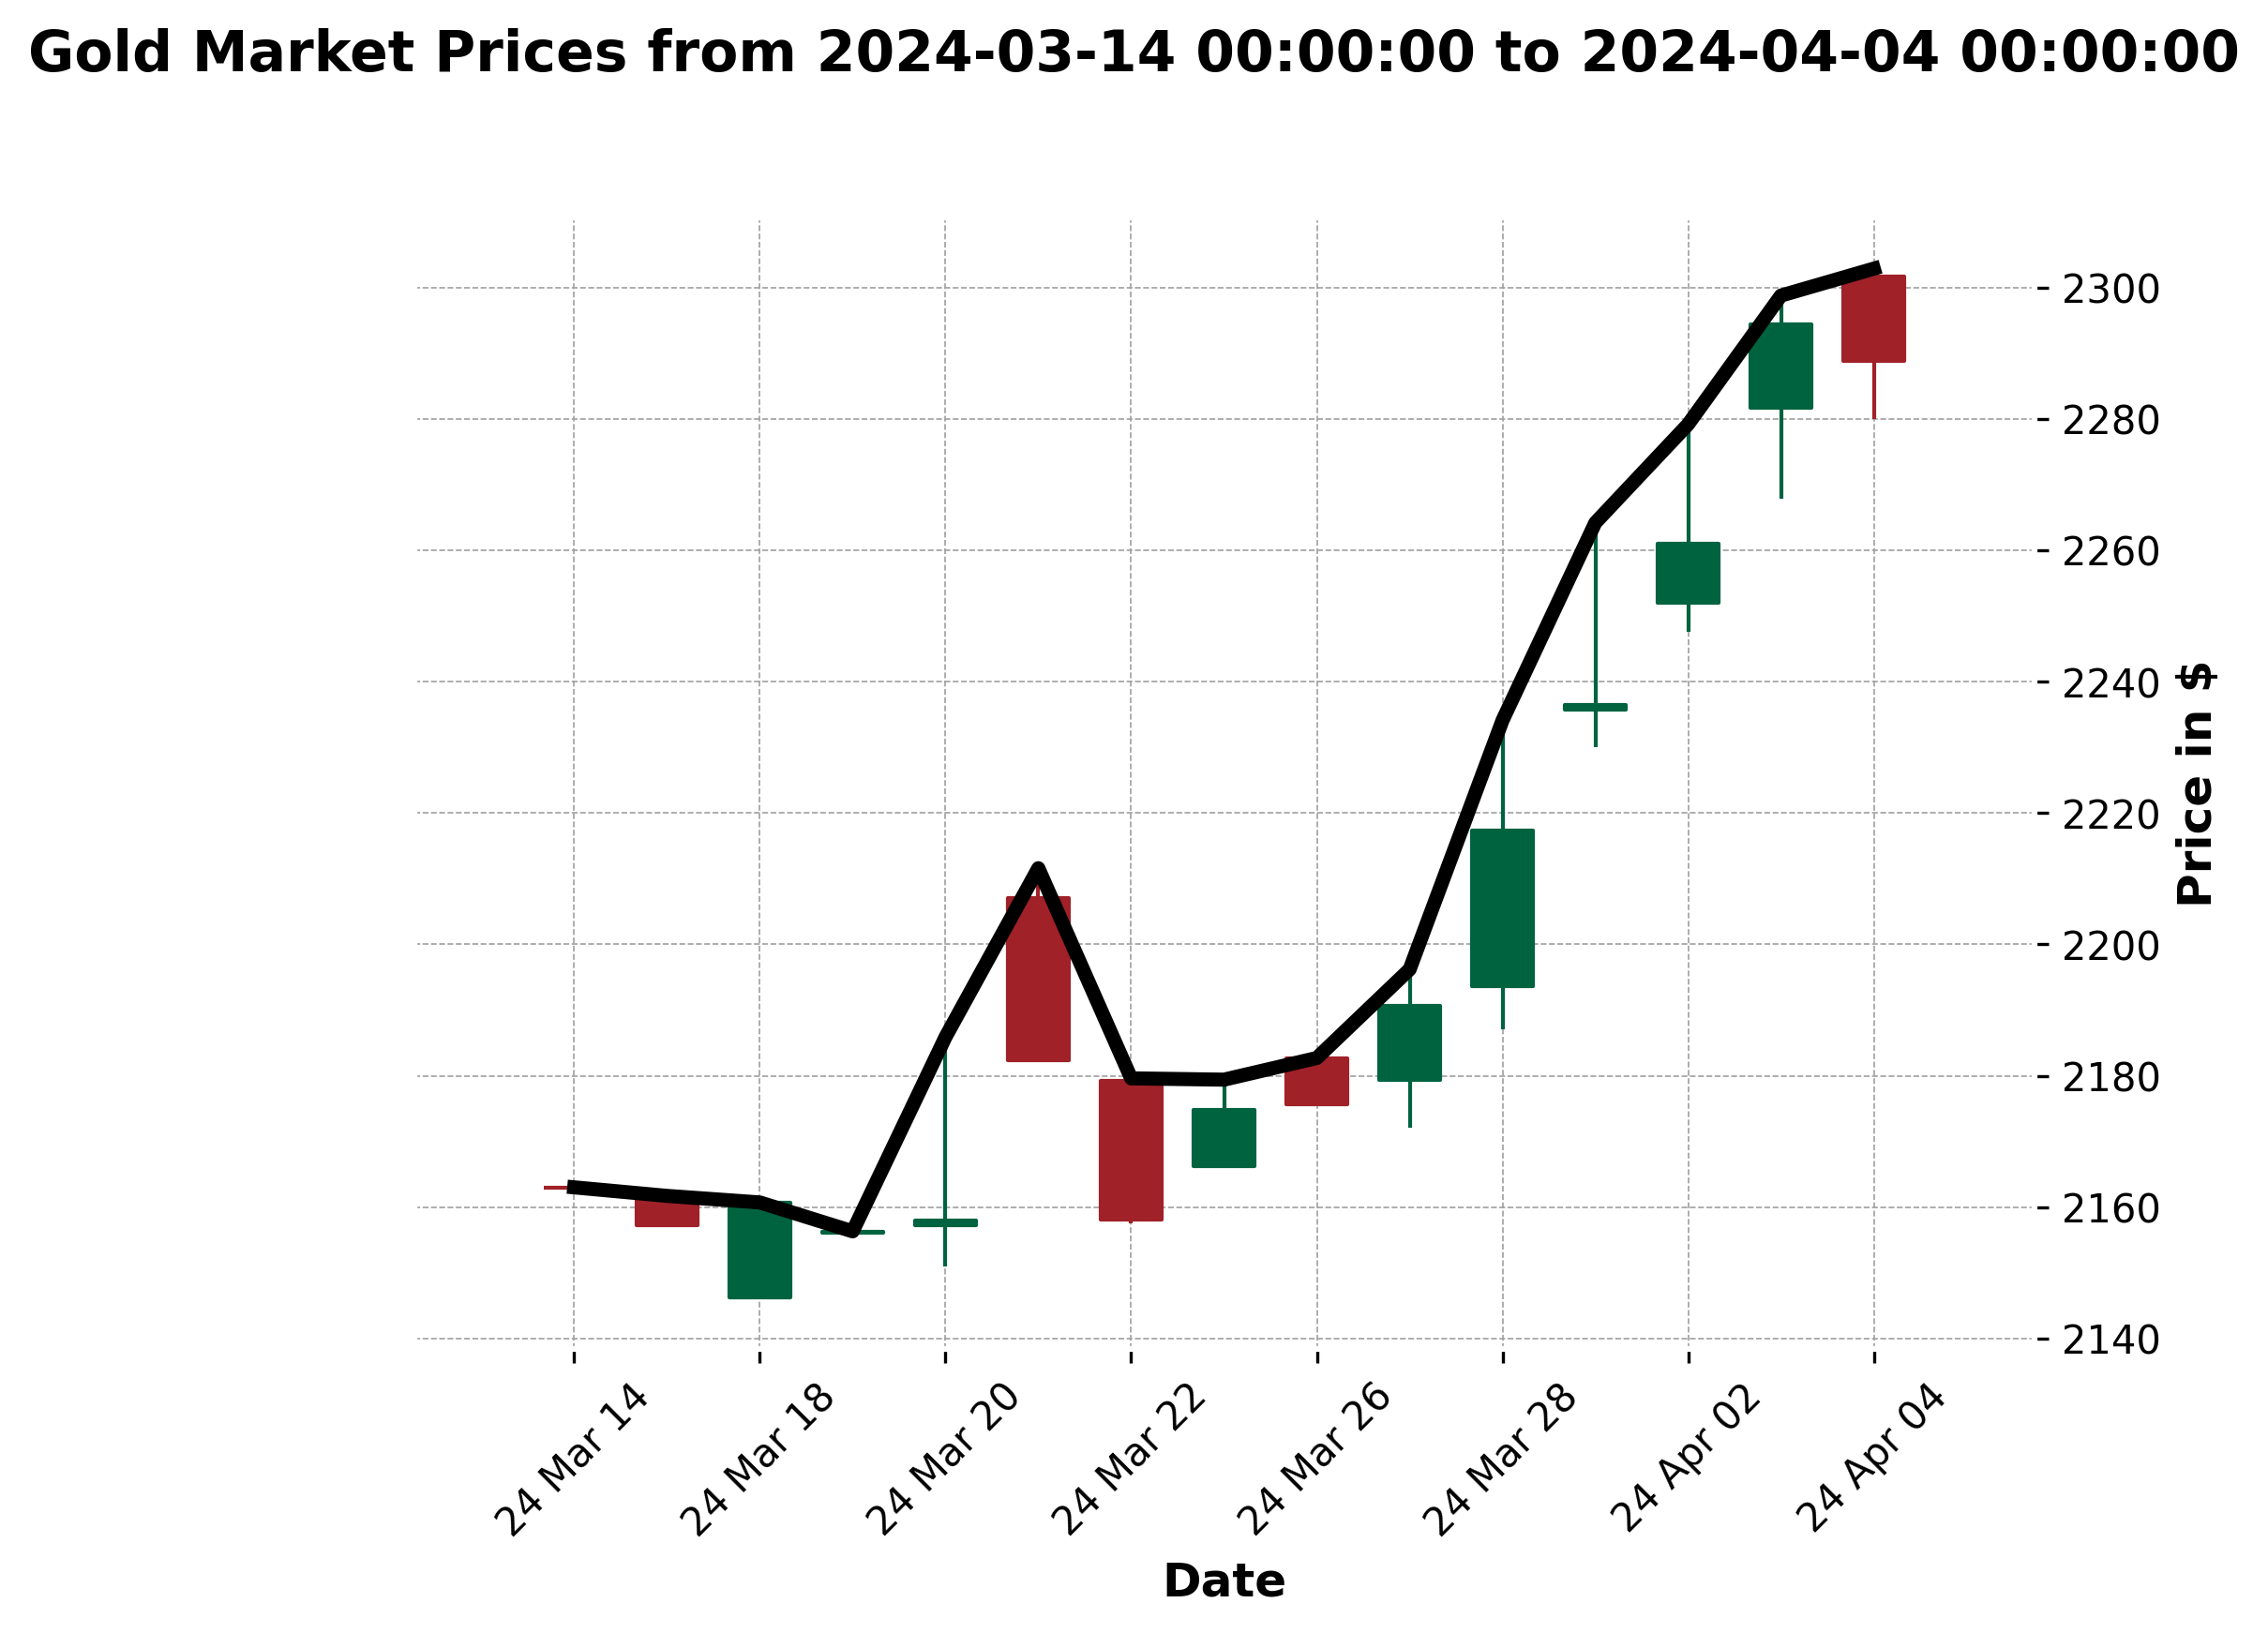 Gold Market Prices from 2024-03-14 00:00:00 to 2024-04-04 00:00:00
2300
2280
2260
2240
2220
2200
2180
2160
2140
Price in $
24 Mar 14
24 Mar 18
24 Mar 20
24 Mar 22
24 Mar 26
24 Mar 28
24 Apr 02
24 Apr 04
Date